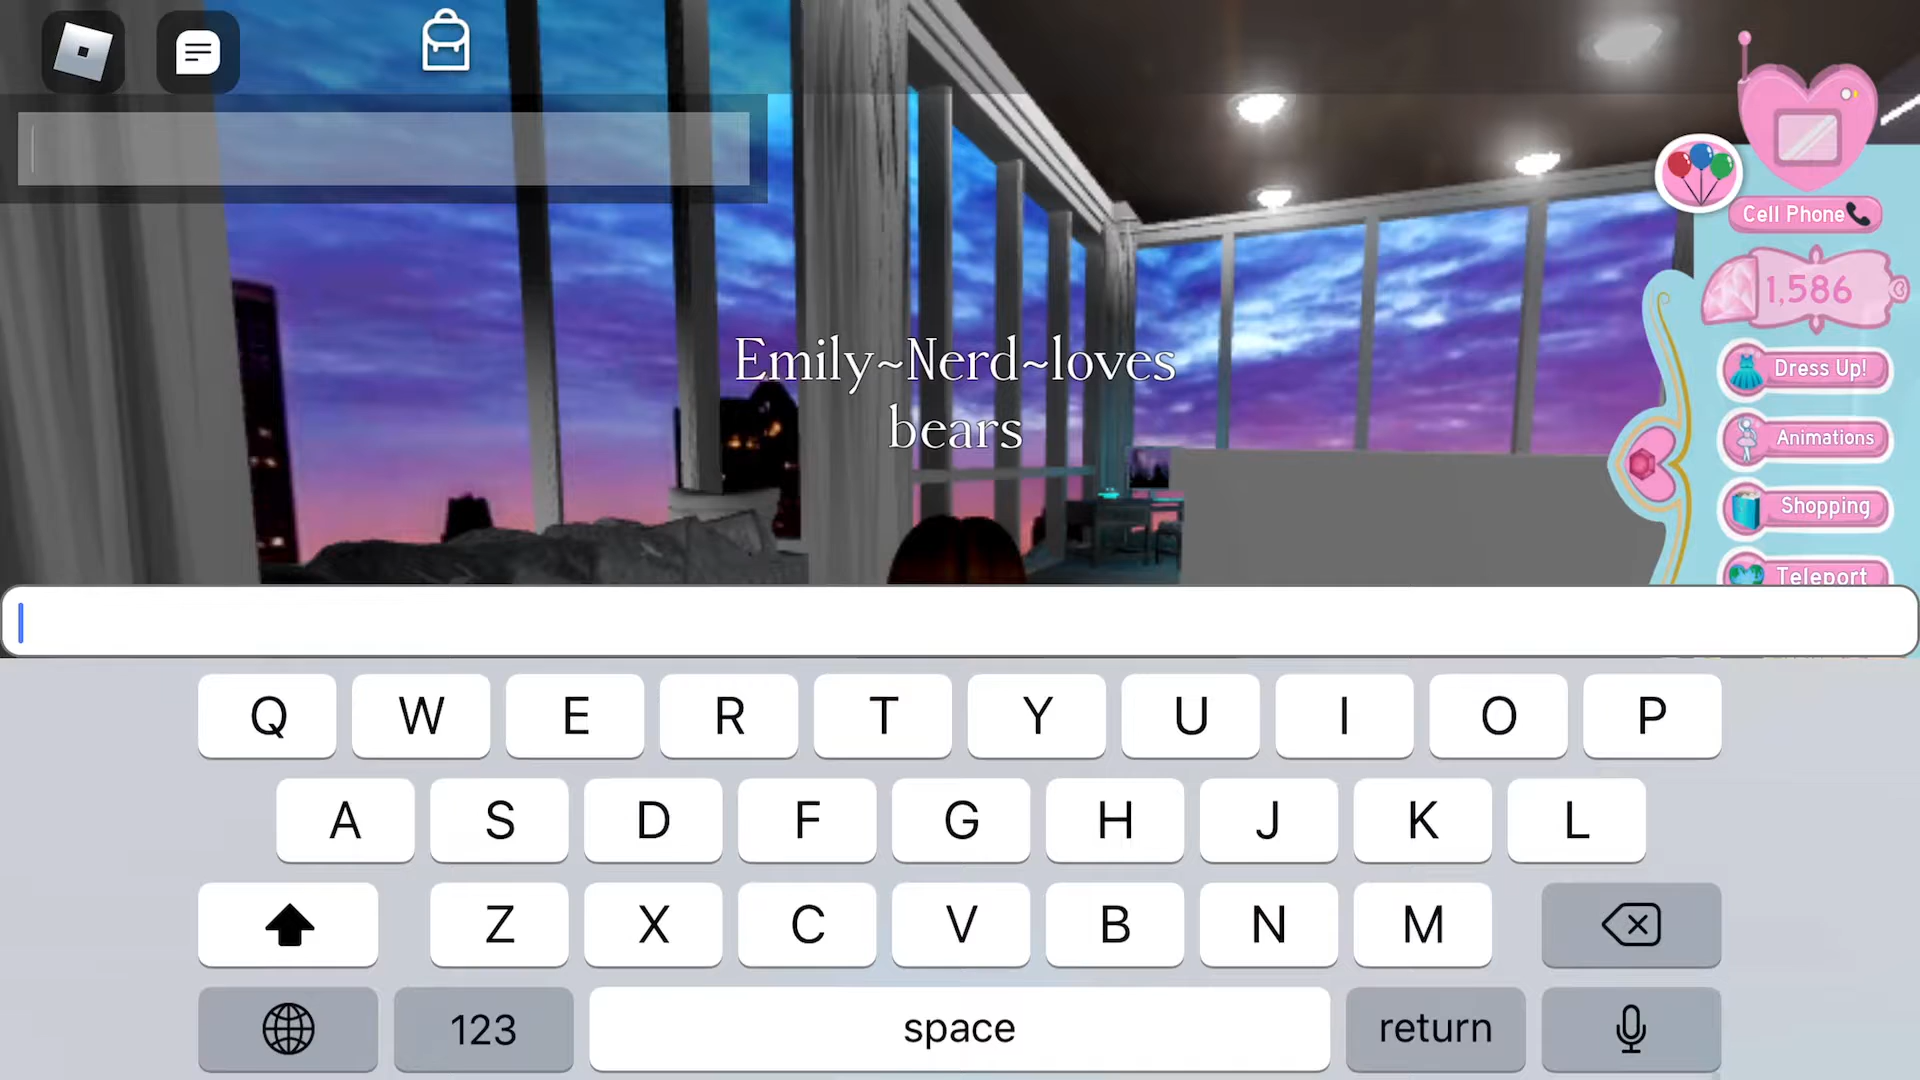 Cell Phone
1,586
Emily~Nerd~loves
bears
Dress Up!
Animations
Shopping
Teleport
Q W E R T Y U I O P
A S D F G H J K L
Z X C V B N M
123 space return